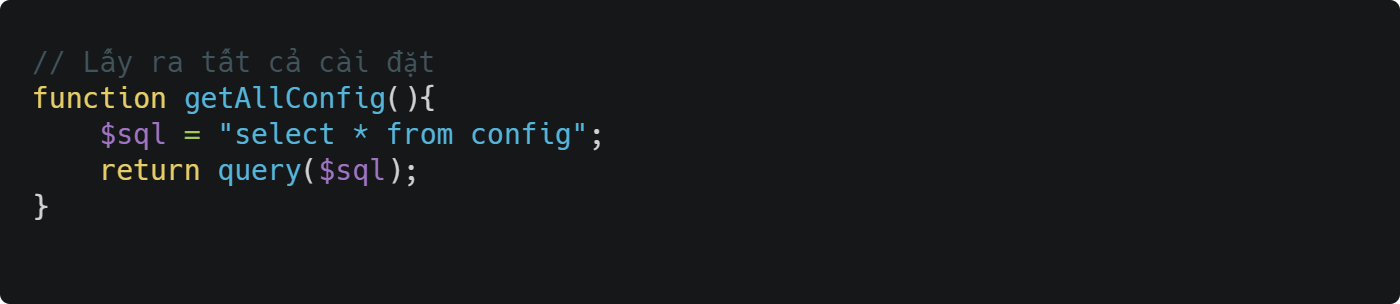 // Lấy ra tất cả cài đặt
function getAllConfig(){
    $sql = "select * from config";
    return query($sql);
}